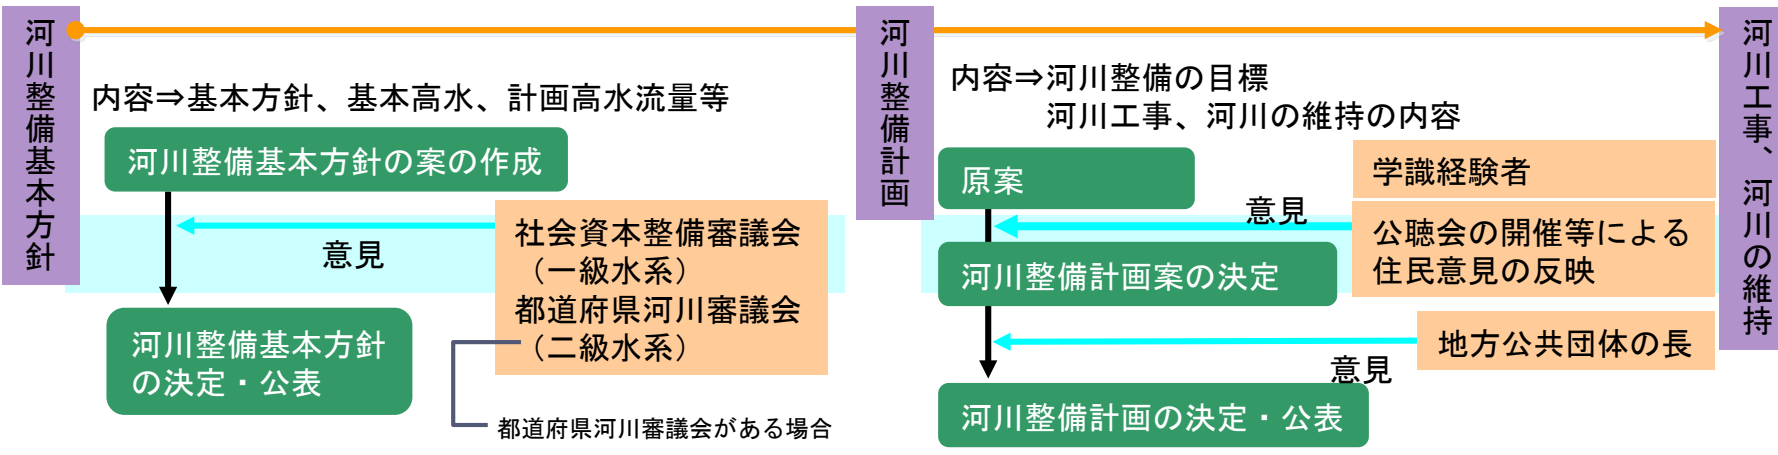 河川整備基本方針
内容⇒基本方針、基本高水、計画高水流量等
河川整備基本方針の案の作成
意見
社会資本整備審議会
（一級水系）
都道府県河川審議会
（二級水系）
河川整備基本方針
の決定・公表
都道府県河川審議会がある場合
河川整備計画
内容⇒河川整備の目標
河川工事、河川の維持の内容
原案
学識経験者
意見
公聴会の開催等による
住民意見の反映
河川整備計画案の決定
地方公共団体の長
意見
河川整備計画の決定・公表
河川工事、河川の維持